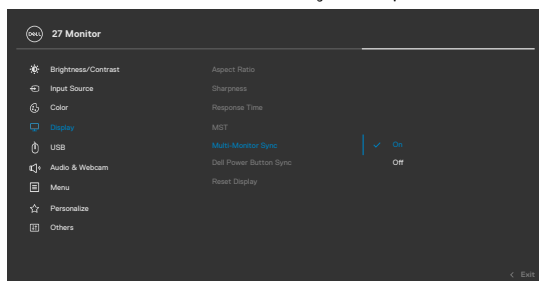 DELL 27 Monitor
Brightness/Contrast
Input Source
Color
Display
USB
Audio & Webcam
Menu
Personalize
Others
Aspect Ratio
Sharpness
Response Time
MST
Multi-Monitor Sync
Dell Power Button Sync
Reset Display
On
Off
Exit